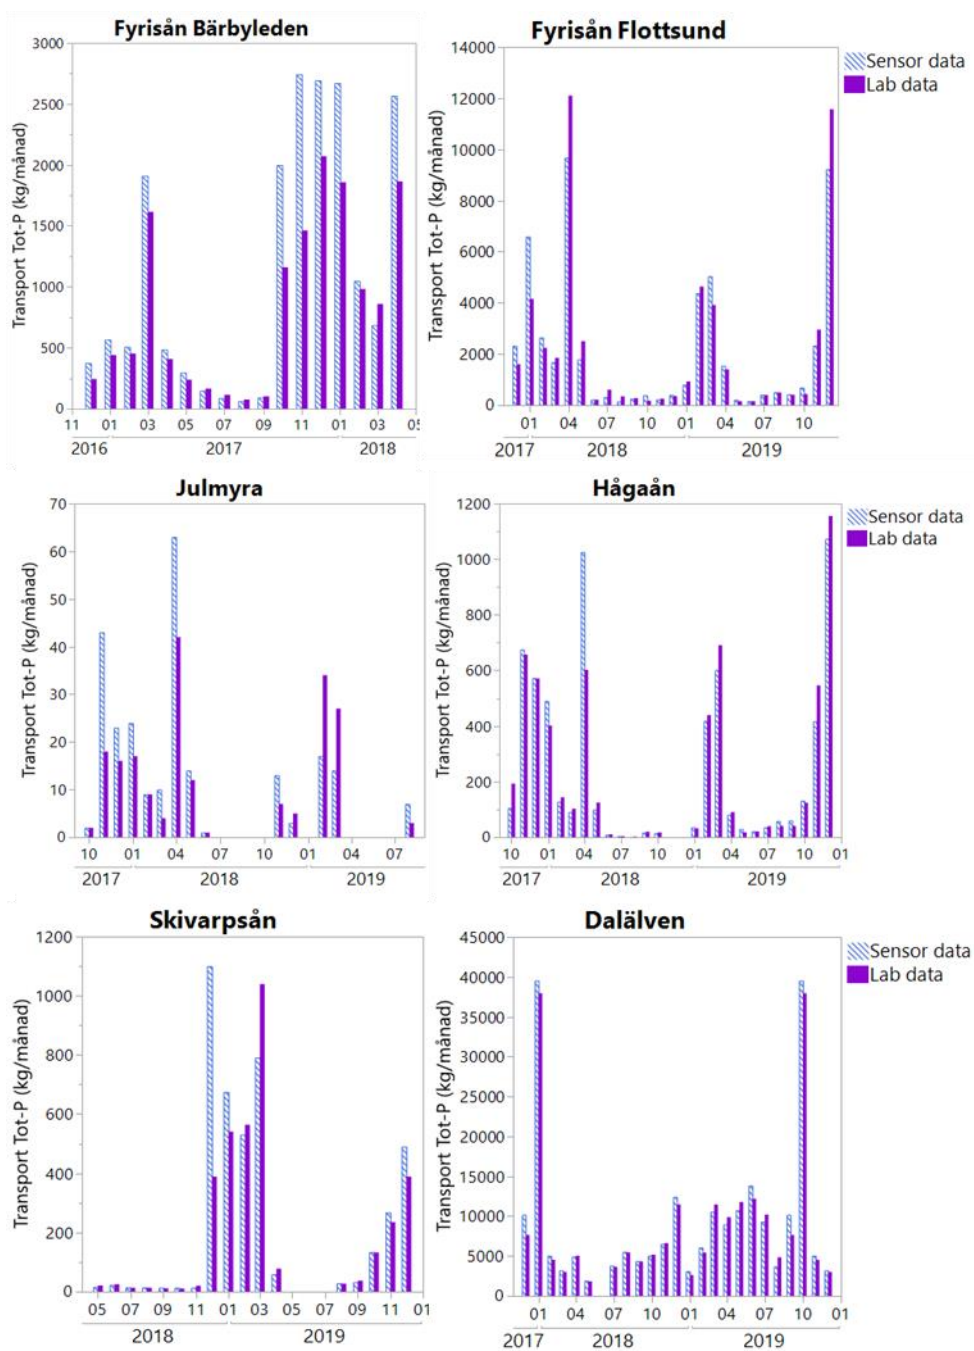 Fyrisån Bärbyleden
Transport Tot-P (kg/månad)
3000
2500
2000
1500
1000
500
0
11 01 03 05 07 09 11 01 03 05
2016 2017 2018
Fyrisån Flottsund
Transport Tot-P (kg/månad)
14000
12000
10000
8000
6000
4000
2000
0
01 04 07 10 01 04 07 10
2017 2018 2019
Sensor data
Lab data
Julmyra
Transport Tot-P (kg/månad)
70
60
50
40
30
20
10
0
10 01 04 07 10 01 04 07
2017 2018 2019
Hågaån
Transport Tot-P (kg/månad)
1200
1000
800
600
400
200
0
10 01 04 07 10 01 04 07 10 01
2017 2018 2019
Sensor data
Lab data
Skivarpsån
Transport Tot-P (kg/månad)
1200
1000
800
600
400
200
0
05 07 09 11 01 03 05 07 09 11 01
2018 2019
Dalälven
Transport Tot-P (kg/månad)
45000
40000
35000
30000
25000
20000
15000
10000
5000
0
01 04 07 10 01 04 07 10 01
2017 2018 2019
Sensor data
Lab data